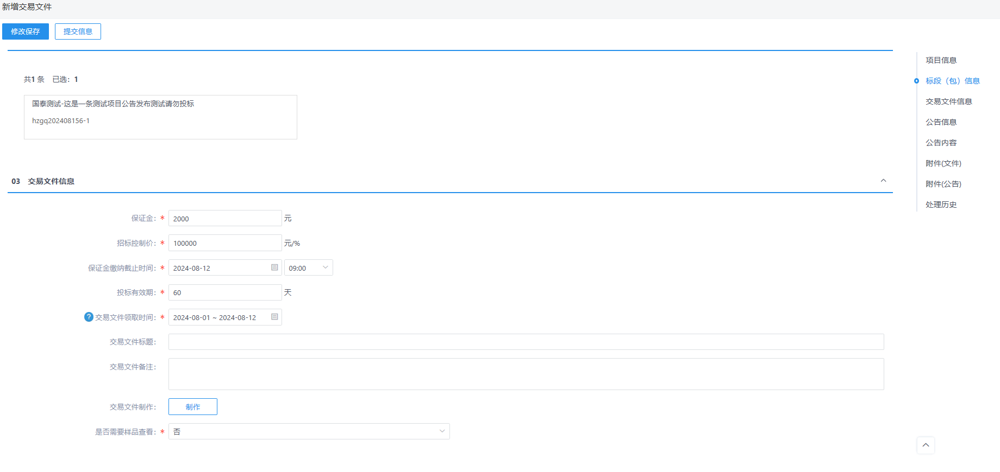 新增交易文件
修改保存 提交信息
共1 条 已选：1
国泰测试-这是一条测试项目公告发布测试请勿投标
hzgq202408156-1
03 交易文件信息
保证金：* 2000 元
招标控制价：* 100000 元/%
保证金缴纳截止时间：* 2024-08-12 09:00
投标有效期：* 60 天
? 交易文件领取时间：* 2024-08-01 ~ 2024-08-12
交易文件标题：
交易文件备注：
交易文件制作： 制作
是否需要样品查看：* 否
项目信息
标段（包）信息
交易文件信息
公告信息
公告内容
附件(文件)
附件(公告)
处理历史